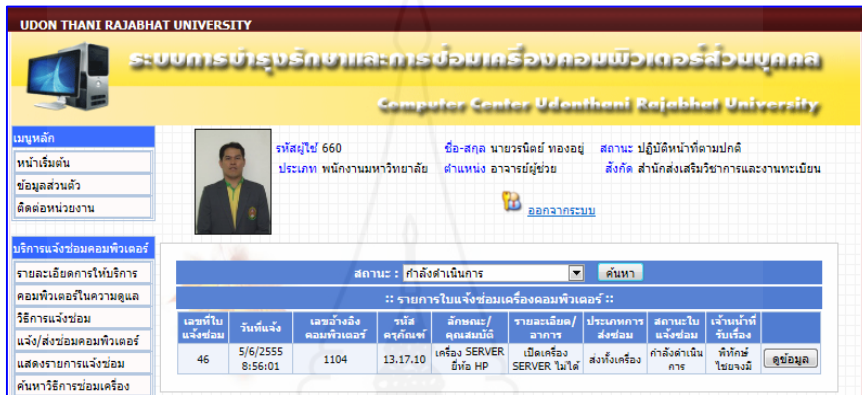 UDON THANI RAJABHAT UNIVERSITY
ระบบการบำรุงรักษาและการซ่อมเครื่องคอมพิวเตอร์ส่วนบุคคล
Computer Center Udonthani Rajabhat University
เมนูหลัก
หน้าเริ่มต้น
ข้อมูลส่วนตัว
ติดต่อหน่วยงาน
รหัสผู้ใช้ 660 ชื่อ-สกุล นายวรนิตย์ ทองอยู่ สถานะ ปฏิบัติหน้าที่ตามปกติ
ประเภท พนักงานมหาวิทยาลัย ตำแหน่ง อาจารย์ผู้ช่วย สังกัด สำนักส่งเสริมวิชาการและงานทะเบียน
ออกจากระบบ
บริการแจ้งซ่อมคอมพิวเตอร์
รายละเอียดการให้บริการ
คอมพิวเตอร์ในความดูแล
วิธีการแจ้งซ่อม
แจ้ง/ส่งซ่อมคอมพิวเตอร์
แสดงรายการแจ้งซ่อม
ค้นหาวิธีการซ่อมเครื่อง
สถานะ : กำลังดำเนินการ ค้นหา
:: รายการใบแจ้งซ่อมเครื่องคอมพิวเตอร์ ::
เลขที่ใบ วันที่แจ้ง เลขอ้างอิง รหัส ลักษณะ/ รายละเอียด/ ประเภทการ สถานะใบ เจ้าหน้าที่
แจ้งซ่อม คอมพิวเตอร์ ครุภัณฑ์ คุณสมบัติ อาการ ส่งซ่อม แจ้งซ่อม รับเรื่อง
46 5/6/2555 1104 13.17.10 เครื่อง SERVER เปิดเครื่อง ส่งทั้งเครื่อง กำลังดำเนิน พิทักษ์ ดูข้อมูล
8:56:01 ยี่ห้อ HP SERVER ไม่ได้ การ